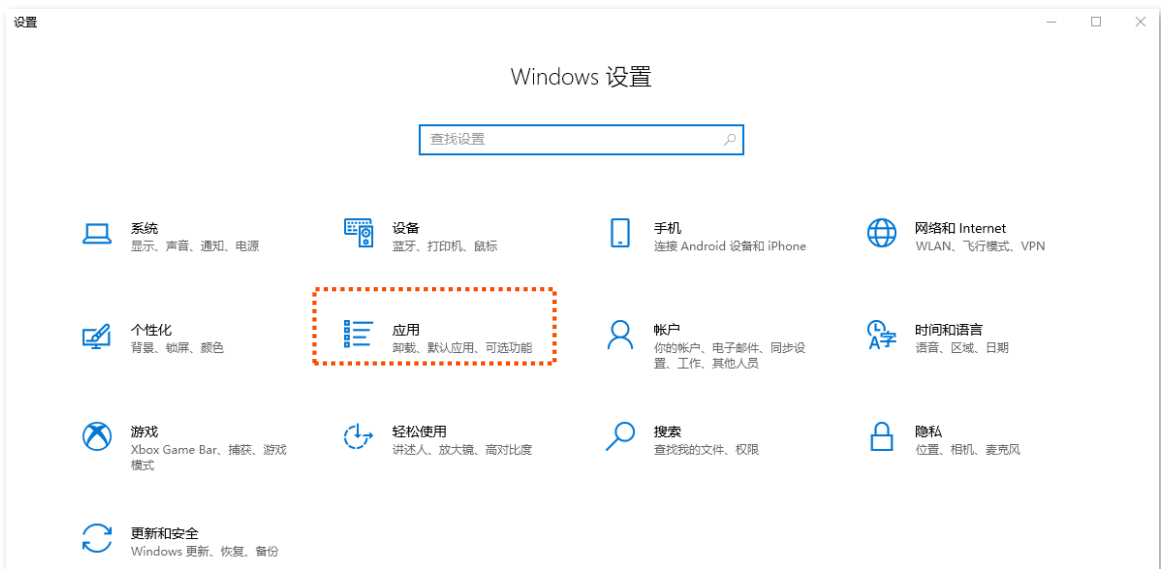 设置
Windows 设置
查找设置
系统
显示、声音、通知、电源
设备
蓝牙、打印机、鼠标
手机
连接 Android 设备和 iPhone
网络和 Internet
WLAN、飞行模式、VPN
个性化
背景、锁屏、颜色
应用
卸载、默认应用、可选功能
帐户
你的帐户、电子邮件、同步设
置、工作、其他人员
时间和语言
语音、区域、日期
游戏
Xbox Game Bar、捕获、游戏
模式
轻松使用
讲述人、放大镜、高对比度
搜索
查找我的文件、权限
隐私
位置、相机、麦克风
更新和安全
Windows 更新、恢复、备份